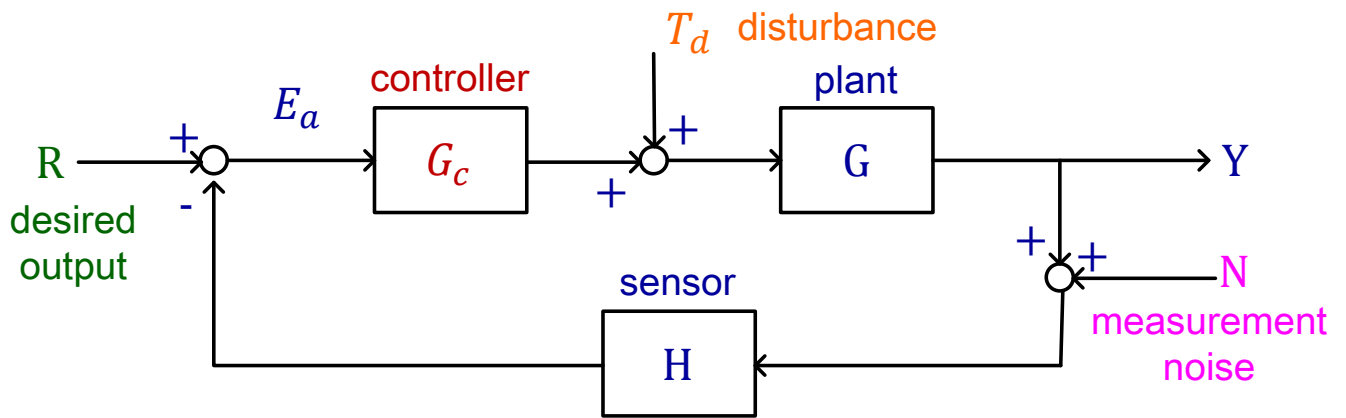 T_d disturbance
controller
plant
E_a
+
+
R
G_c
G
Y
+
-
desired
output
+
+
N
sensor
measurement
noise
H